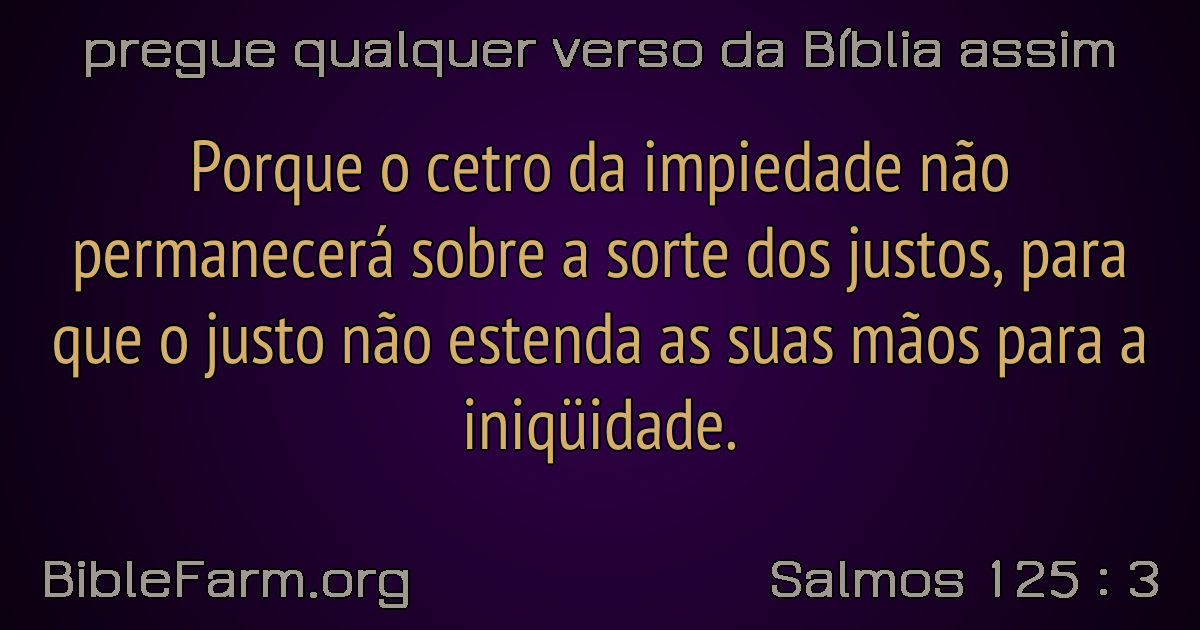 pregue qualquer verso da Bíblia assim
Porque o cetro da impiedade não
permanecerá sobre a sorte dos justos, para
que o justo não estenda as suas mãos para a
iniqüidade.
BibleFarm.org
Salmos 125 : 3